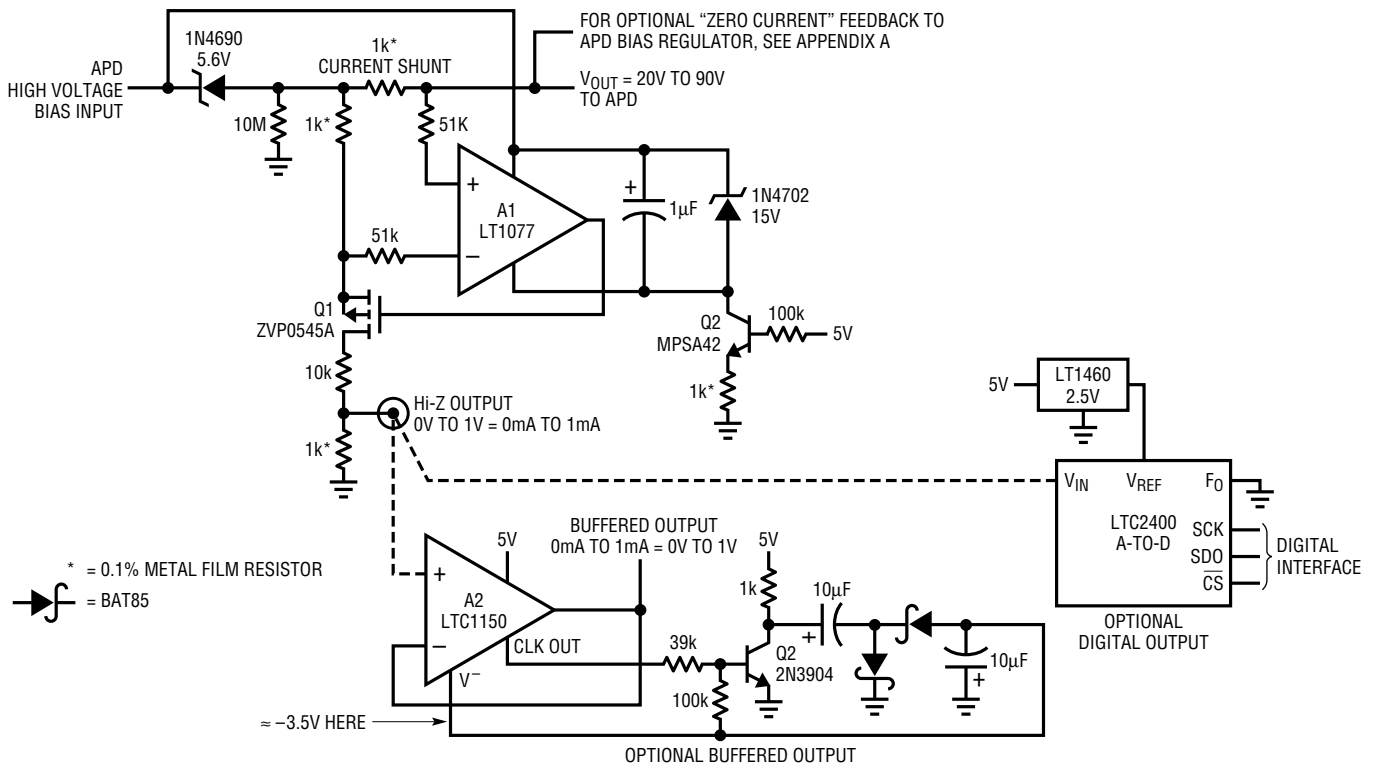 FOR OPTIONAL “ZERO CURRENT” FEEDBACK TO
APD BIAS REGULATOR, SEE APPENDIX A
1N4690
5.6V
1k*
CURRENT SHUNT
APD
HIGH VOLTAGE
BIAS INPUT
VOUT = 20V TO 90V
TO APD
10M
1k*
51K
+
A1
LT1077
–
+
1µF
1N4702
15V
51k
Q1
ZVP0545A
Q2
MPSA42
100k
5V
1k*
10k
Hi-Z OUTPUT
0V TO 1V = 0mA TO 1mA
1k*
5V
LT1460
2.5V
VIN
VREF
FO
LTC2400
A-TO-D
SCK
SDO
CS
DIGITAL
INTERFACE
OPTIONAL
DIGITAL OUTPUT
BUFFERED OUTPUT
0mA TO 1mA = 0V TO 1V
5V
5V
+
A2
LTC1150
–
CLK OUT
V–
1k
10µF
+
39k
Q2
2N3904
100k
10µF
+
≈ –3.5V HERE
OPTIONAL BUFFERED OUTPUT
* = 0.1% METAL FILM RESISTOR
= BAT85